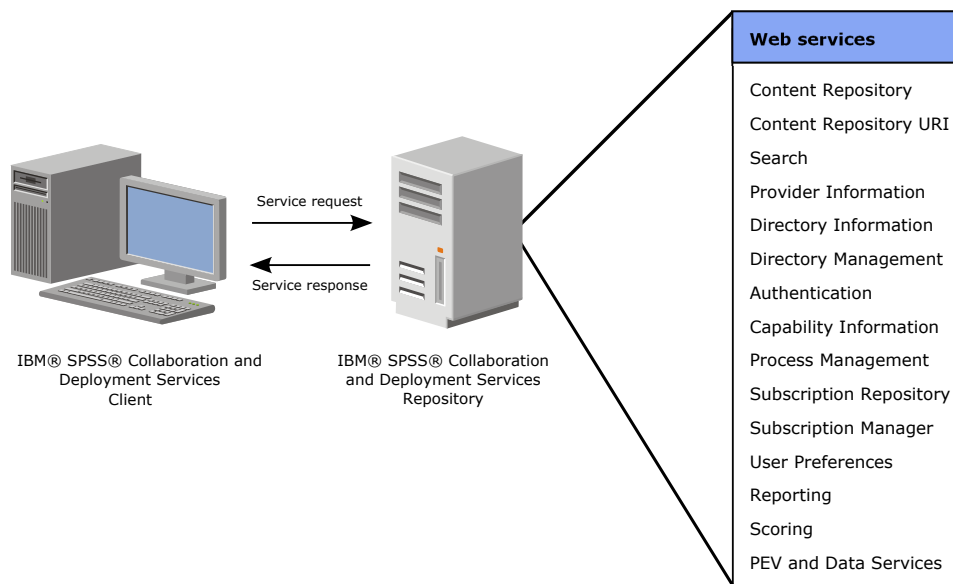 Web services
Content Repository
Content Repository URI
Search
Provider Information
Directory Information
Directory Management
Authentication
Capability Information
Process Management
Subscription Repository
Subscription Manager
User Preferences
Reporting
Scoring
PEV and Data Services
Service request
Service response
IBM® SPSS® Collaboration and
Deployment Services
Client
IBM® SPSS® Collaboration
and Deployment Services
Repository